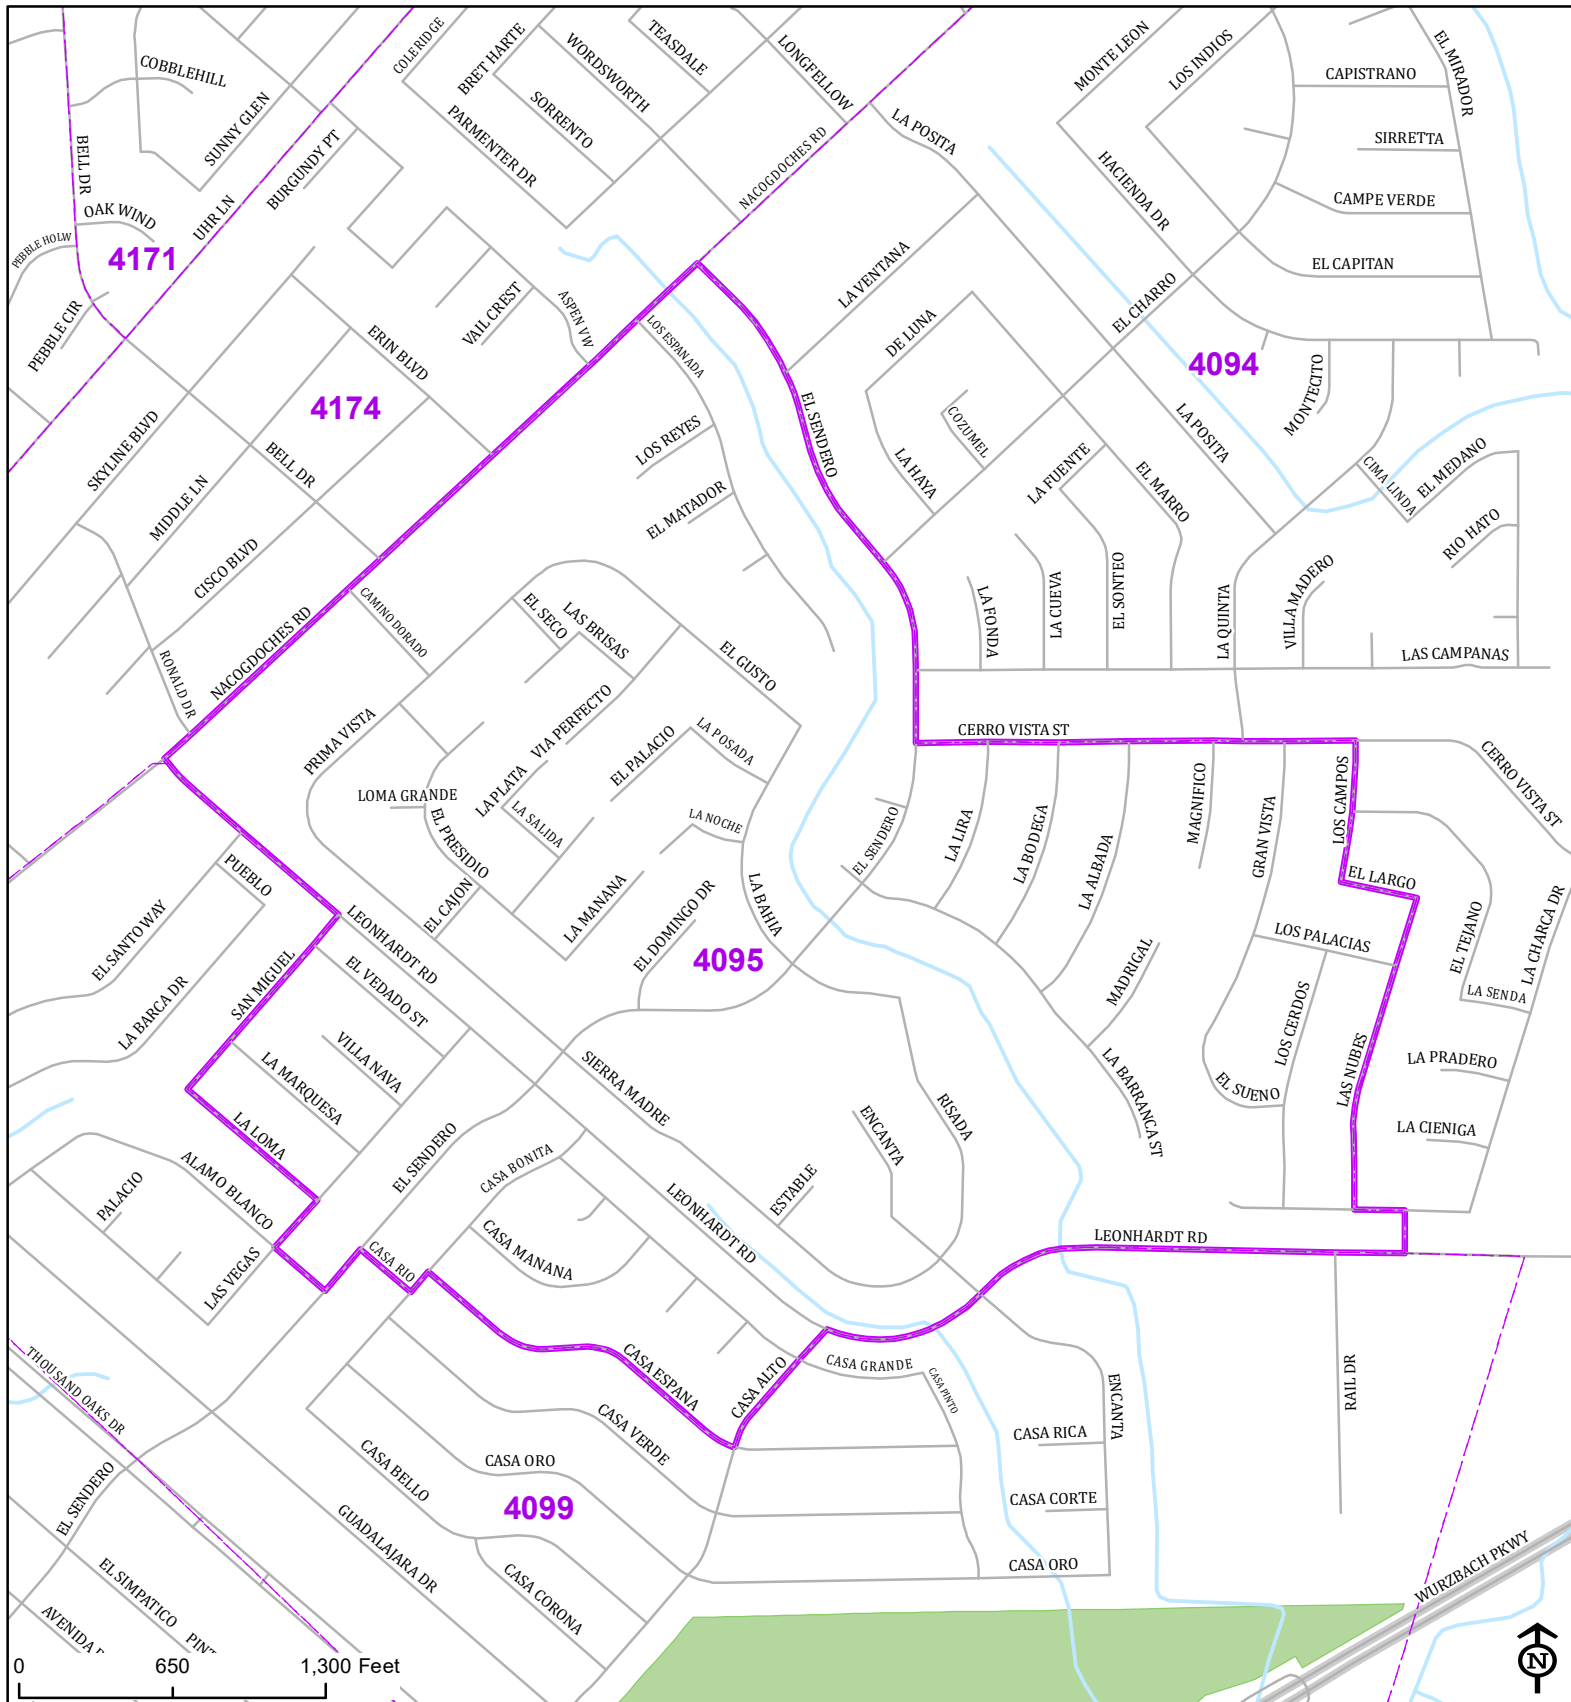 COBBLEHILL
COLERIDGE
BRET HARTE
WORDSWORTH
TEASDALE
LONGFELLOW
MONTE LEON
LOS INDIOS
CAPISTRANO
EL MIRADOR
SUNNY GLEN
SORRENTO
PARMENTER DR
LA POSITA
SIRRETTA
BELL DR
BURGUNDY PT
NACOGDOCHES RD
HACIENDA DR
CAMPE VERDE
OAK WIND
UHR LN
PEBBLE HOLW
4171
EL CAPITAN
LA VENTANA
EL CHARRO
PEBBLE CIR
VAIL CREST
ASPEN VW
LOS ESPANADA
DE LUNA
4094
ERIN BLVD
4174
MONTECITO
EL SENDERO
COZUMEL
LA POSITA
SKYLINE BLVD
BELL DR
LOS REYES
LA HAYA
LA FUENTE
EL MARRO
CIMA LINDA
EL MEDANO
MIDDLE LN
EL MATADOR
RIO HATO
CISCO BLVD
CAMINO DORADO
EL SECO
LAS BRISAS
LA FONDA
LA CUEVA
EL SONTEO
LA QUINTA
VILLA MADERO
LAS CAMPANAS
RONALD DR
NACOGDOCHES RD
EL GUSTO
PRIMA VISTA
VIA PERFECTO
EL PALACIO
LA POSADA
CERRO VISTA ST
CERRO VISTA ST
LOMA GRANDE
LA PLATA
LA SALIDA
LA NOCHE
EL PRESIDIO
EL SENDERO
LA LIRA
LA BODEGA
LA ALBADA
MAGNIFICO
GRAN VISTA
LOS CAMPOS
EL LARGO
PUEBLO
EL CAJON
LA MANANA
EL DOMINGO DR
LA BAHIA
4095
EL SANTO WAY
LEONHARDT RD
LOS PALACIAS
EL TEJANO
LA CHARCA DR
LA BARCA DR
SAN MIGUEL
EL VEDADO ST
MADRIGAL
LA SENDA
VILLA NAVA
LA MARQUESA
SIERRA MADRE
LOS CERDOS
EL SUENO
LAS NUBES
LA PRADERO
LA LOMA
EL SENDERO
ENCANTA
RISADA
LA BARRANCA ST
LA CIENIGA
ALAMO BLANCO
PALACIO
CASA BONITA
ESTABLE
LEONHARDT RD
LEONHARDT RD
LAS VEGAS
CASA RIO
CASA MANANA
THOUSAND OAKS DR
CASA ESPANA
CASA ALTO
CASA GRANDE
CASA PINTO
ENCANTA
RAIL DR
CASA VERDE
CASA RICA
CASA ORO
CASA BELLO
CASA CORTE
4099
EL SENDERO
GUADALAJARA DR
CASA ORO
WURZBACH PKWY
EL SIMPATICO
CASA CORONA
0 650 1,300 Feet
N